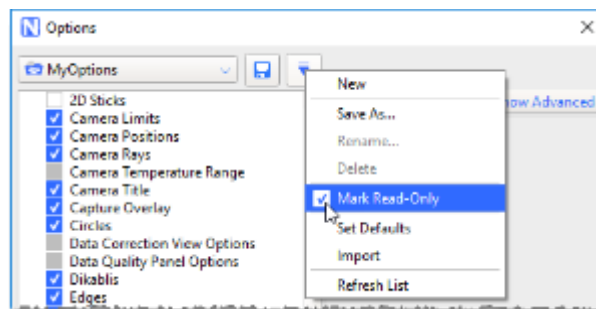 Options
MyOptions
New
ow Advanced
2D Sticks
Save As...
Camera Limits
Camera Positions
Rename...
Camera Rays
Delete
Camera Temperature Range
Camera Title
Mark Read-Only
Capture Overlay
Circles
Set Defaults
Data Correction View Options
Data Quality Panel Options
Import
Dikablis
Refresh List
Edges